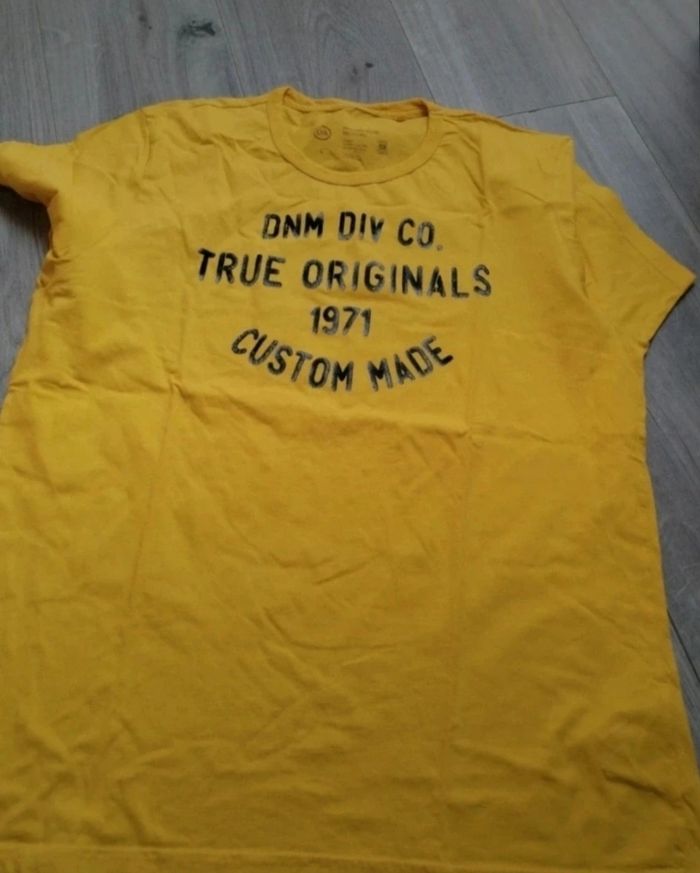 DNM DIV CO.
TRUE ORIGINALS
1971
CUSTOM MADE